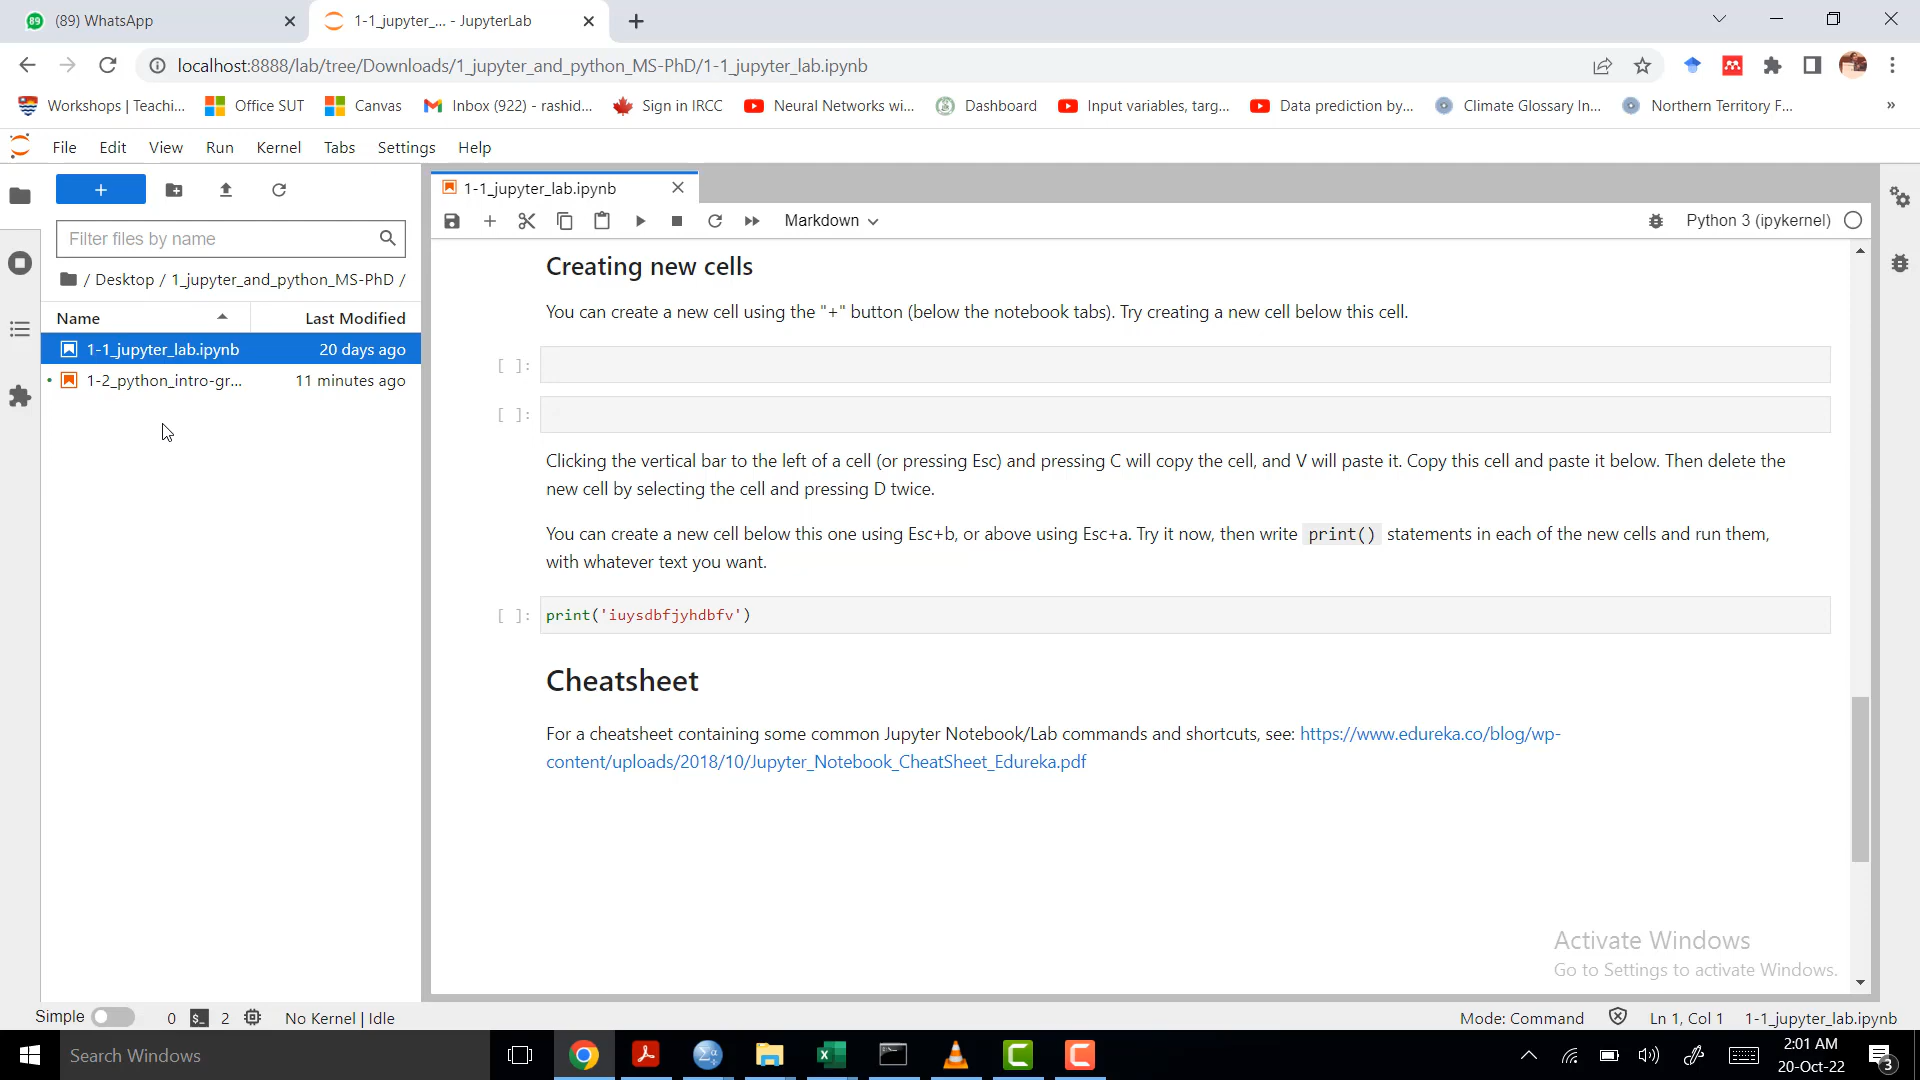 89 (89) WhatsApp
1-1_jupyter_... - JupyterLab
localhost:8888/lab/tree/Downloads/1_jupyter_and_python_MS-PhD/1-1_jupyter_lab.ipynb
Workshops | Teachi... Office SUT Canvas Inbox (922) - rashid... Sign in IRCC Neural Networks wi... Dashboard Input variables, targ... Data prediction by... Climate Glossary In... Northern Territory F... »
File Edit View Run Kernel Tabs Settings Help
1-1_jupyter_lab.ipynb
Filter files by name
Markdown
Python 3 (ipykernel)
/ Desktop / 1_jupyter_and_python_MS-PhD /
Name Last Modified
1-1_jupyter_lab.ipynb 20 days ago
1-2_python_intro-gr... 11 minutes ago
Creating new cells
You can create a new cell using the "+" button (below the notebook tabs). Try creating a new cell below this cell.
[ ]:
[ ]:
Clicking the vertical bar to the left of a cell (or pressing Esc) and pressing C will copy the cell, and V will paste it. Copy this cell and paste it below. Then delete the
new cell by selecting the cell and pressing D twice.
You can create a new cell below this one using Esc+b, or above using Esc+a. Try it now, then write print() statements in each of the new cells and run them,
with whatever text you want.
[ ]: print('iuysdbfjyhdbfv')
Cheatsheet
For a cheatsheet containing some common Jupyter Notebook/Lab commands and shortcuts, see: https://www.edureka.co/blog/wp-
content/uploads/2018/10/Jupyter_Notebook_CheatSheet_Edureka.pdf
Activate Windows
Go to Settings to activate Windows.
Simple 0 $_ 2 No Kernel | Idle
Mode: Command Ln 1, Col 1 1-1_jupyter_lab.ipynb
Search Windows
2:01 AM
20-Oct-22
3